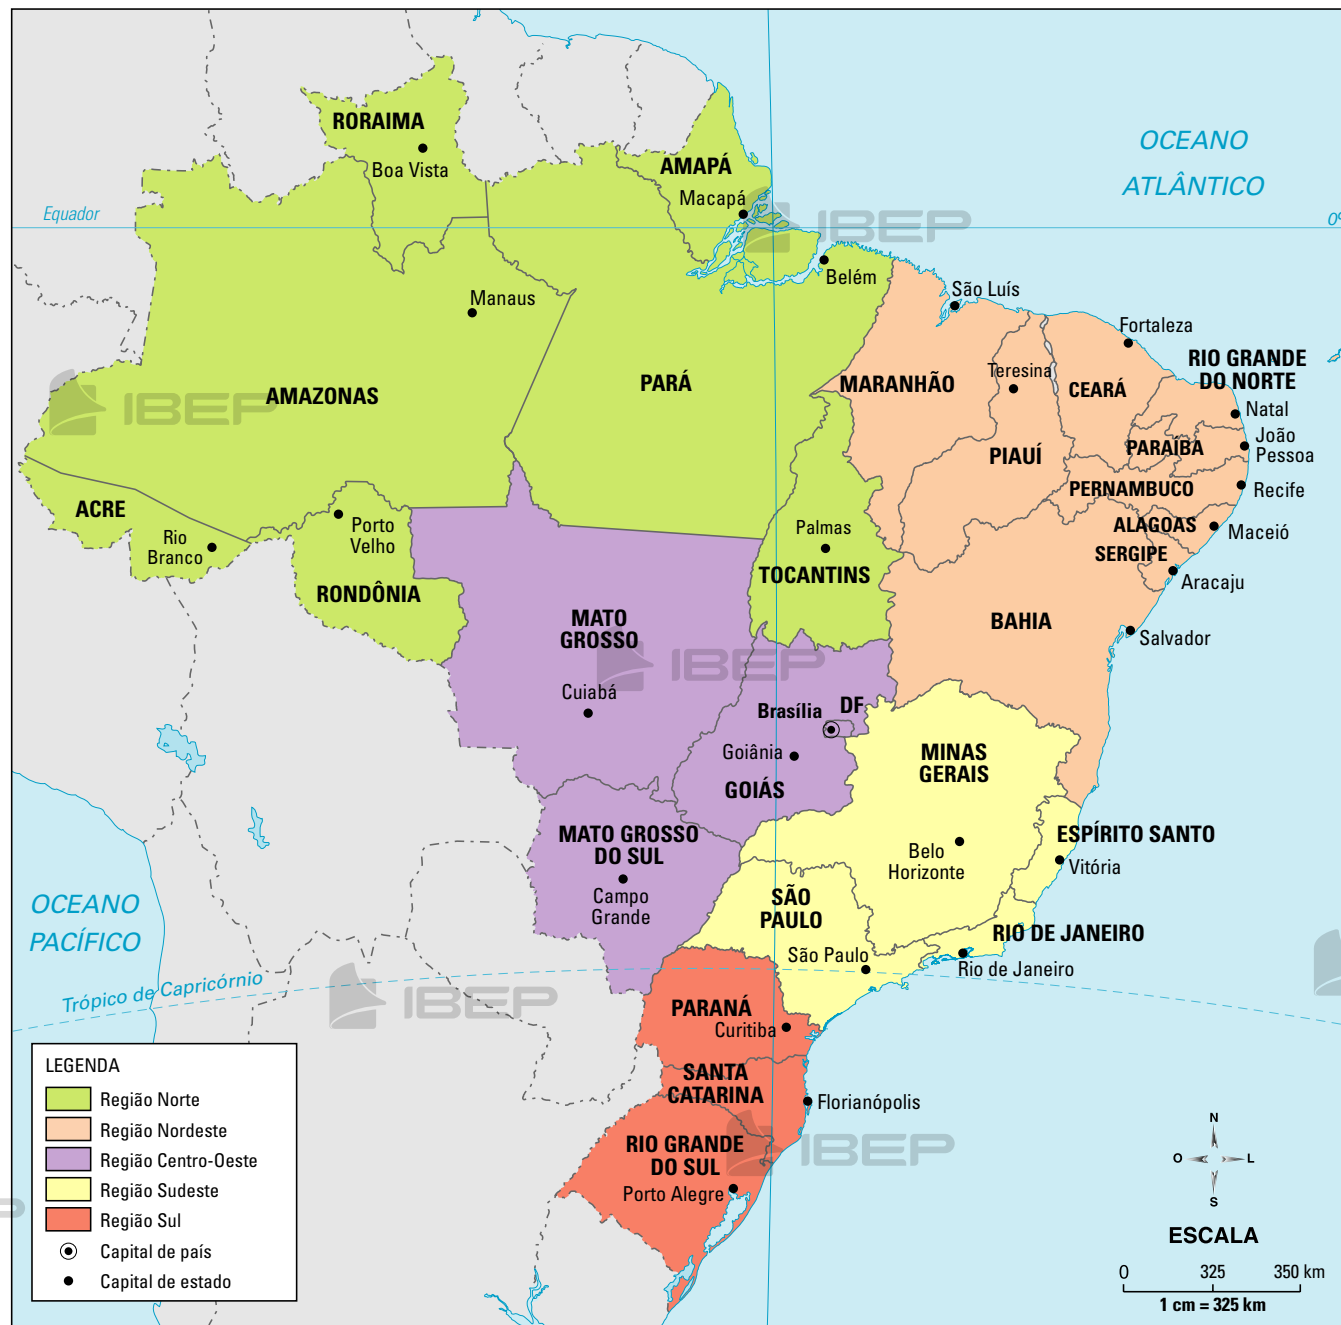 OCEANO
ATLÂNTICO
RORAIMA
Boa Vista
AMAPÁ
Macapá
IBEP
Equador
0º
Belém
São Luís
Manaus
Fortaleza
RIO GRANDE
DO NORTE
Natal
AMAZONAS
IBEP
PARÁ
MARANHÃO
Teresina
CEARÁ
João
Pessoa
PARAÍBA
PIAUÍ
PERNAMBUCO
Recife
ACRE
Rio
Branco
Porto
Velho
RONDÔNIA
Palmas
TOCANTINS
ALAGOAS
Maceió
SERGIPE
Aracaju
MATO
GROSSO
IBEP
BAHIA
Salvador
Cuiabá
Brasília
DF
Goiânia
GOIÁS
MINAS
GERAIS
MATO GROSSO
DO SUL
Campo
Grande
Belo
Horizonte
ESPÍRITO SANTO
Vitória
OCEANO
PACÍFICO
SÃO
PAULO
São Paulo
RIO DE JANEIRO
Rio de Janeiro
Trópico de Capricórnio
IBEP
PARANÁ
Curitiba
SANTA
CATARINA
Florianópolis
RIO GRANDE
DO SUL
IBEP
Porto Alegre
LEGENDA
Região Norte
Região Nordeste
Região Centro-Oeste
Região Sudeste
Região Sul
Capital de país
Capital de estado
N
O
L
S
ESCALA
0 325 350 km
1 cm = 325 km